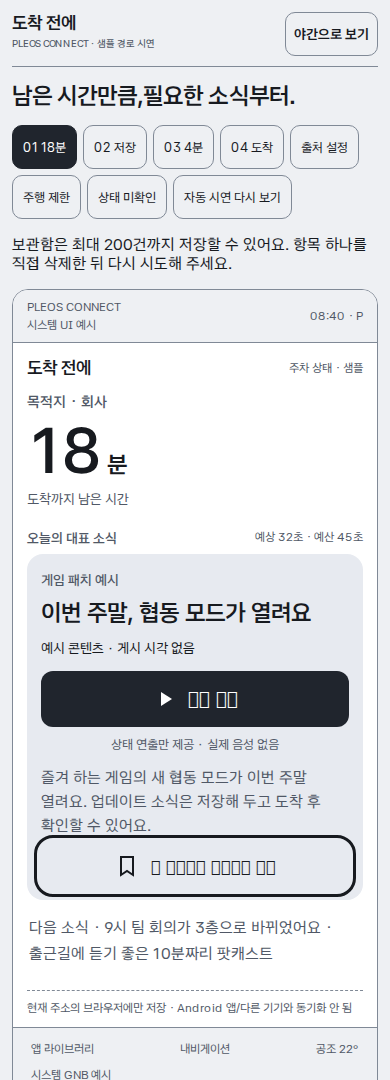 도착 전에
PLEOS CONNECT · 샘플 경로 시연
야간으로 보기
남은 시간만큼,필요한 소식부터.
01 18분
02 저장
03 4분
04 도착
출처 설정
주행 제한
상태 미확인
자동 시연 다시 보기
보관함은 최대 200건까지 저장할 수 있어요. 항목 하나를
직접 삭제한 뒤 다시 시도해 주세요.
PLEOS CONNECT
시스템 UI 예시
08:40 · P
도착 전에
주차 상태 · 샘플
목적지 · 회사
18 분
도착까지 남은 시간
오늘의 대표 소식
예상 32초 · 예산 45초
게임 패치 예시
이번 주말, 협동 모드가 열려요
예시 콘텐츠 · 게시 시각 없음
상태 연출만 제공 · 실제 음성 없음
즐겨 하는 게임의 새 협동 모드가 이번 주말
열려요. 업데이트 소식은 저장해 두고 도착 후
확인할 수 있어요.
다음 소식 · 9시 팀 회의가 3층으로 바뀌었어요 ·
출근길에 듣기 좋은 10분짜리 팟캐스트
현재 주소의 브라우저에만 저장 · Android 앱/다른 기기와 동기화 안 됨
앱 라이브러리
내비게이션
공조 22°
시스템 GNB 예시